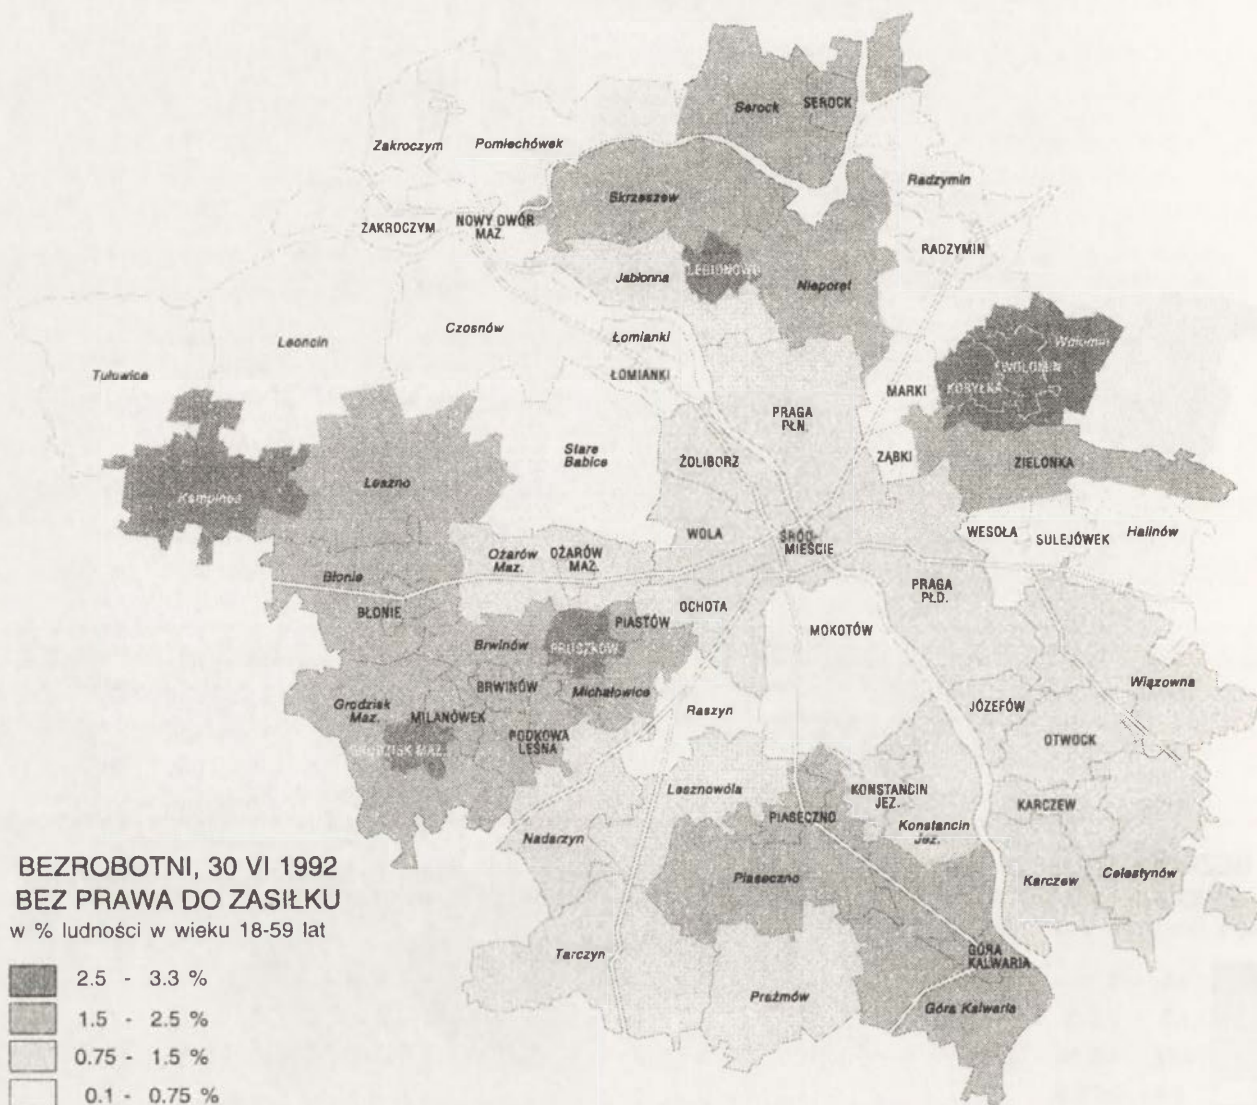 Serock
SEROCK
Zakroczym
Pomiechówek
Radzymin
Skrzeszew
ZAKROCZYM
NOWY DWÓR
MAZ.
RADZYMIN
Jabłonna
LEGIONOWO
Nieporęt
Leoncin
Czosnów
Łomianki
Wołomin
WOŁOMIN
Tułowice
ŁOMIANKI
MARKI
KOBYŁKA
PRAGA
PŁN.
Stare
Babice
ŻOLIBORZ
ZĄBKI
ZIELONKA
Leszno
Kampinos
WOLA
ŚRÓD-
MIEŚCIE
WESOŁA
SULEJÓWEK
Halinów
Ożarów
Maz.
OŻARÓW
MAZ.
Błonie
BŁONIE
PRAGA
PŁD.
OCHOTA
PIASTÓW
MOKOTÓW
Brwinów
PRUSZKÓW
BRWINÓW
Michałowice
Wiązowna
Grodzisk
Maz.
MILANÓWEK
Raszyn
JÓZEFÓW
PODKOWA
LEŚNA
GRODZISK MAZ.
OTWOCK
Lesznowola
KONSTANCIN
JEZ.
KARCZEW
PIASECZNO
Konstancin
Jez.
Nadarzyn
Piaseczno
Karczew
Celestynów
Tarczyn
GÓRA
KALWARIA
Prażmów
Góra Kalwaria
BEZROBOTNI, 30 VI 1992
BEZ PRAWA DO ZASIŁKU
w % ludności w wieku 18-59 lat
2.5 - 3.3 %
1.5 - 2.5 %
0.75 - 1.5 %
0.1 - 0.75 %